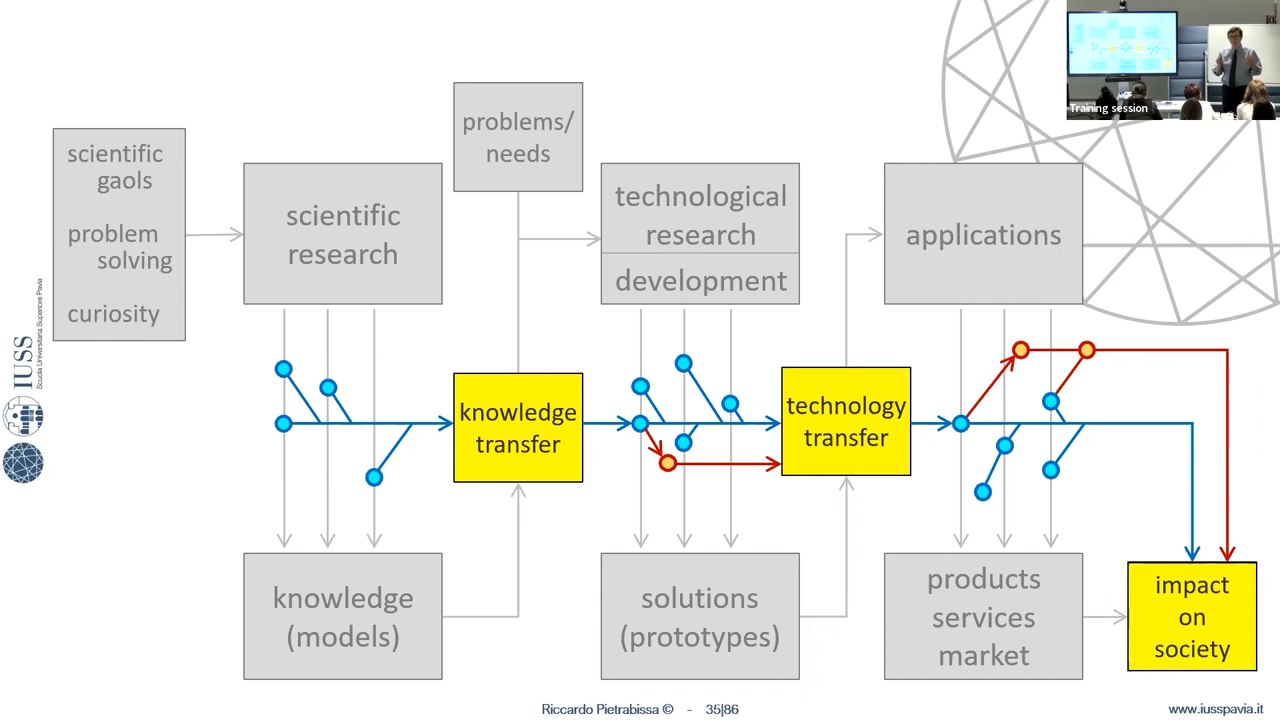 Training session
problems/
needs
scientific
gaols
problem
solving
curiosity
scientific
research
technological
research
development
applications
knowledge
transfer
technology
transfer
knowledge
(models)
solutions
(prototypes)
products
services
market
impact
on
society
IUSS
Scuola Universitaria Superiore Pavia
Riccardo Pietrabissa © - 35|86
www.iusspavia.it